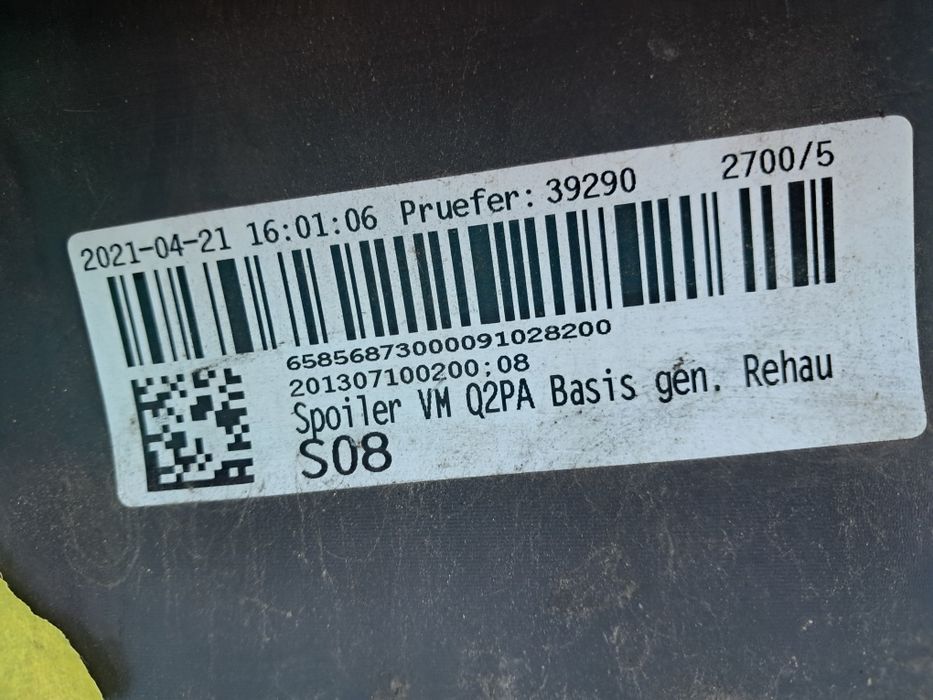 2021-04-21 16:01:06 Pruefer: 39290 2700/5
65856873000091028200
201307100200;08
Spoiler VM Q2PA Basis gen. Rehau
S08